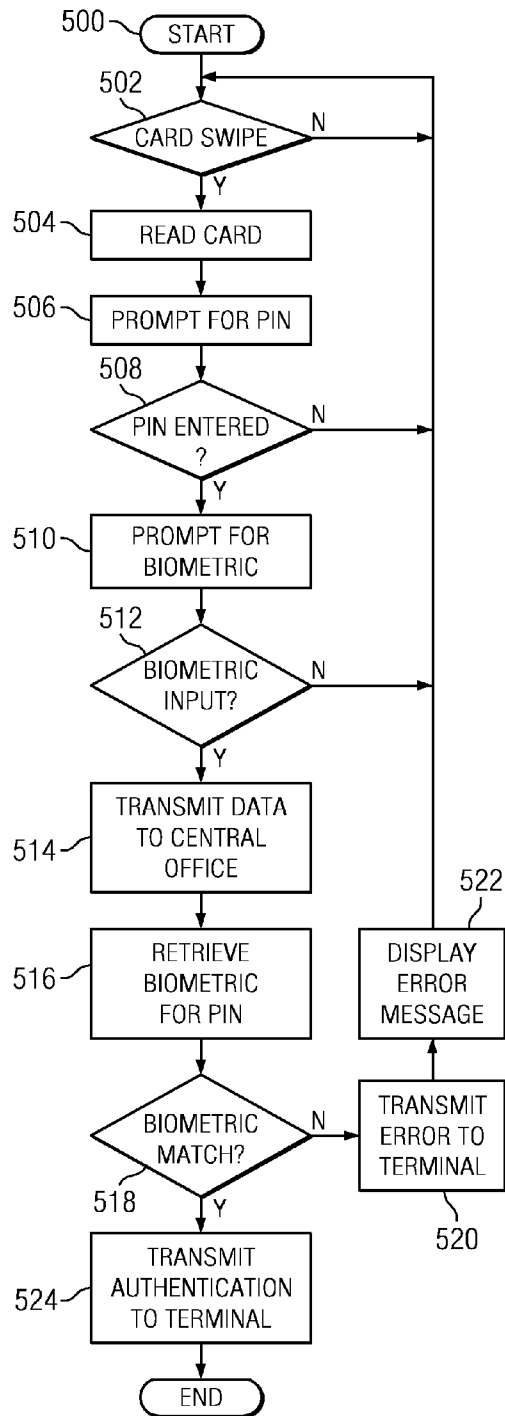 500
START
502
CARD SWIPE
N
Y
504
READ CARD
506
PROMPT FOR PIN
508
PIN ENTERED
?
N
Y
510
PROMPT FOR
BIOMETRIC
512
BIOMETRIC
INPUT?
N
Y
514
TRANSMIT DATA
TO CENTRAL
OFFICE
516
RETRIEVE
BIOMETRIC
FOR PIN
522
DISPLAY
ERROR
MESSAGE
BIOMETRIC
MATCH?
N
518
Y
TRANSMIT
ERROR TO
TERMINAL
520
524
TRANSMIT
AUTHENTICATION
TO TERMINAL
END